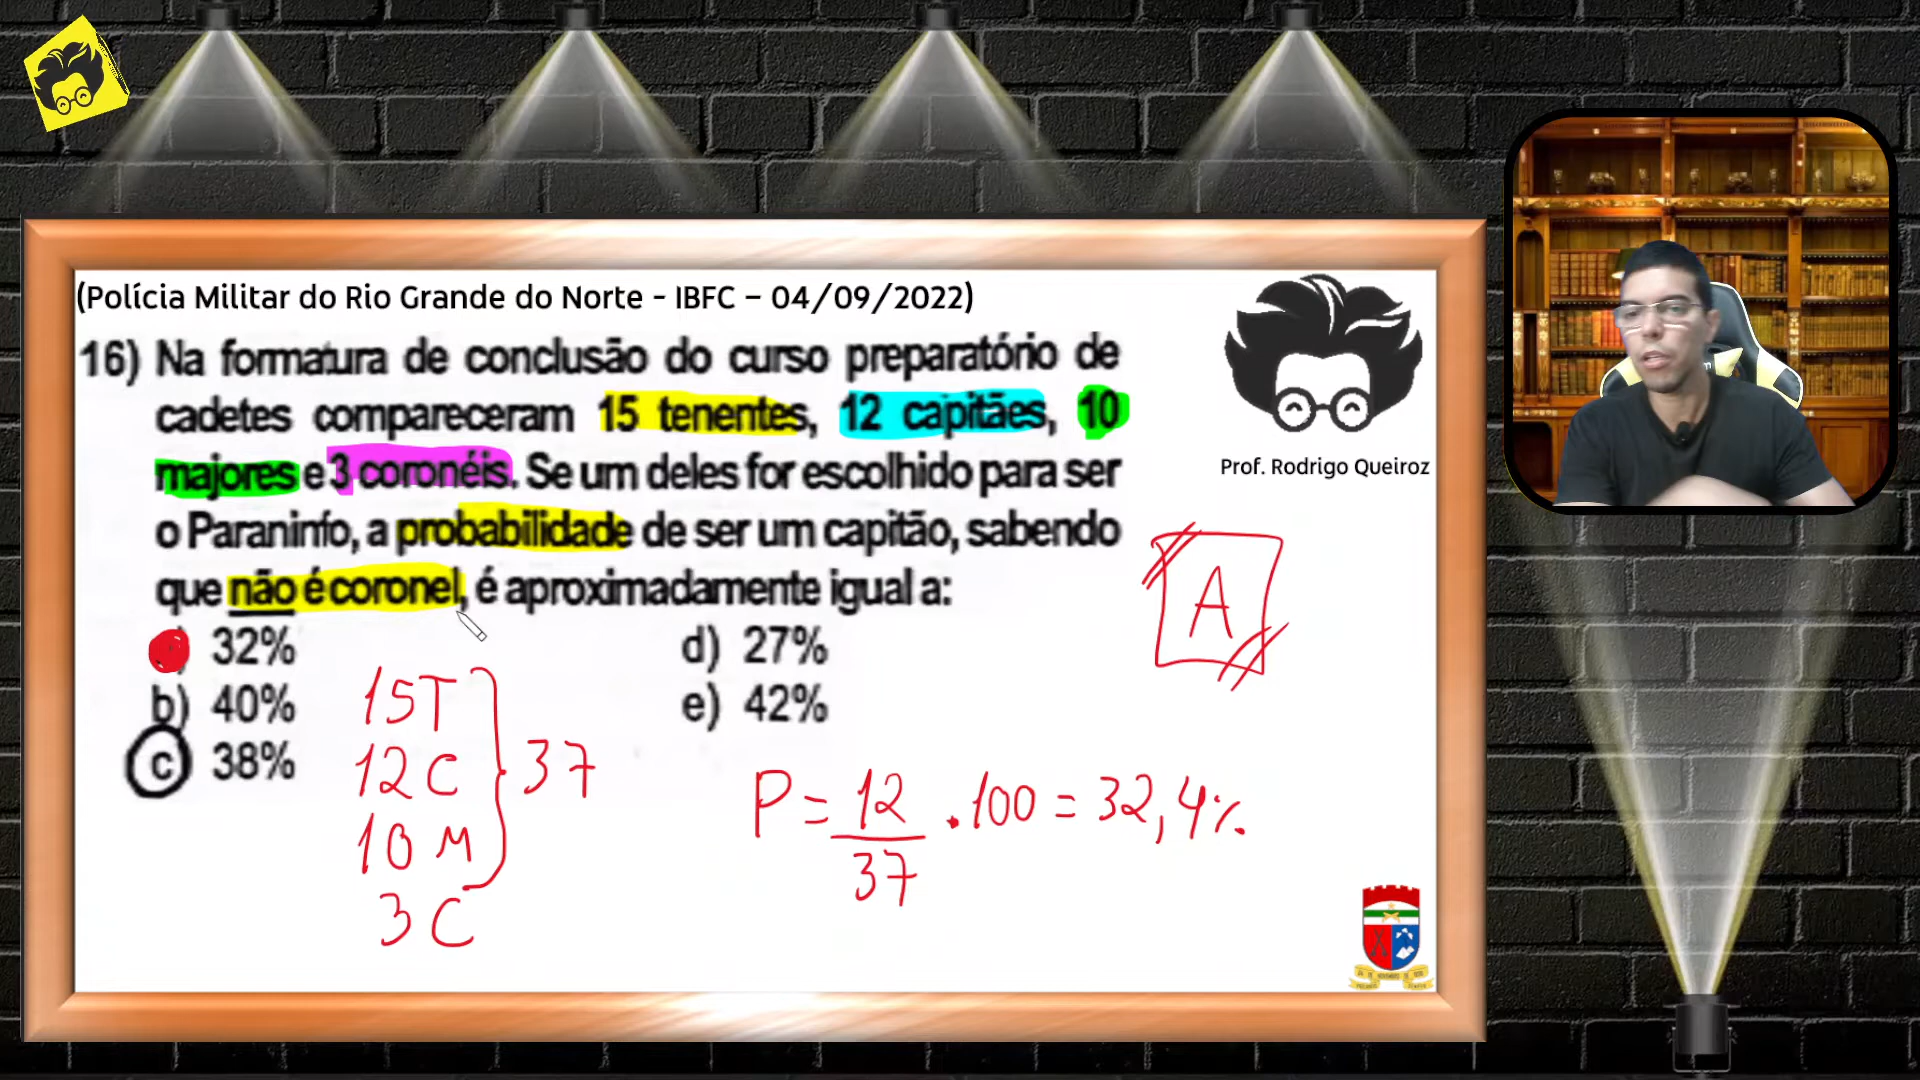 (Polícia Militar do Rio Grande do Norte - IBFC – 04/09/2022)
16) Na formatura de conclusão do curso preparatório de
cadetes compareceram 15 tenentes, 12 capitães, 10
majores e 3 coronéis. Se um deles for escolhido para ser
o Paraninfo, a probabilidade de ser um capitão, sabendo
que não é coronel, é aproximadamente igual a:
) 32%
b) 40%
c) 38%
d) 27%
e) 42%
Prof. Rodrigo Queiroz
A
15T
12C
10 M
3C
37
P = 12/37 . 100 = 32,4%